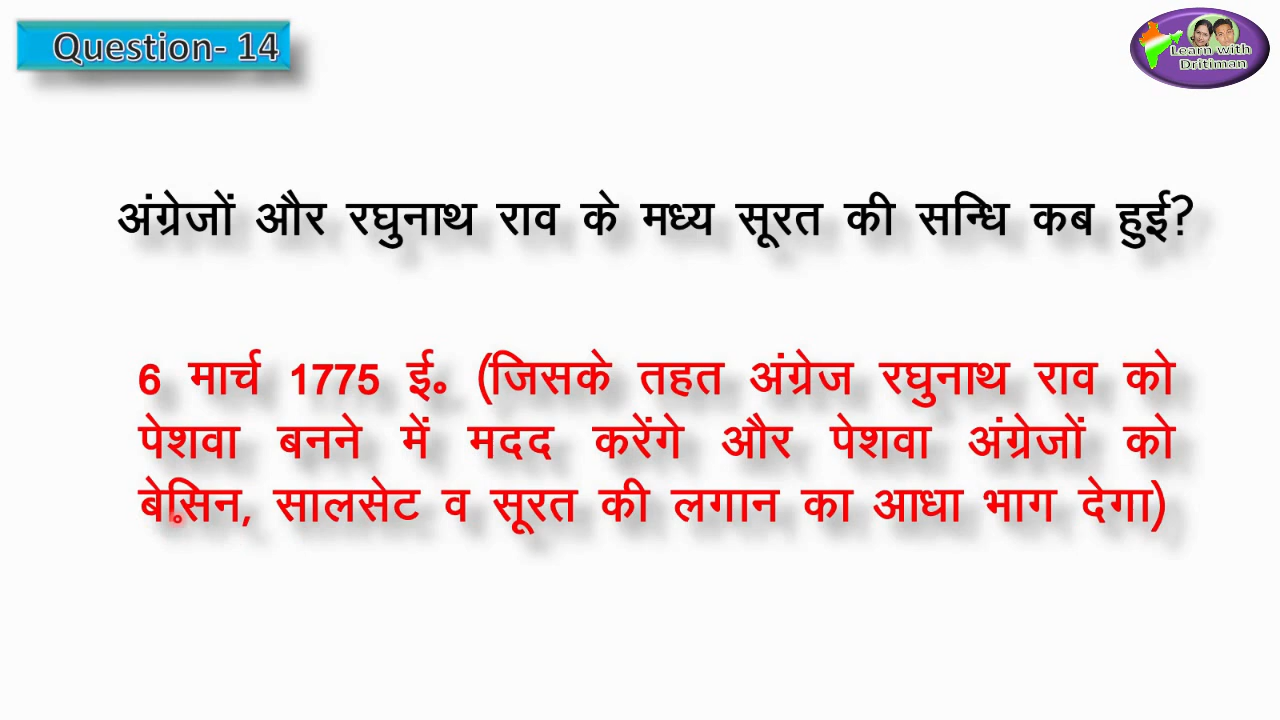 Question- 14
Learn with
Dritiman
अंग्रेजों और रघुनाथ राव के मध्य सूरत की सन्धि कब हुई?
6 मार्च 1775 ई॰ (जिसके तहत अंग्रेज रघुनाथ राव को
पेशवा बनने में मदद करेंगे और पेशवा अंग्रेजों को
बेसिन, सालसेट व सूरत की लगान का आधा भाग देगा)